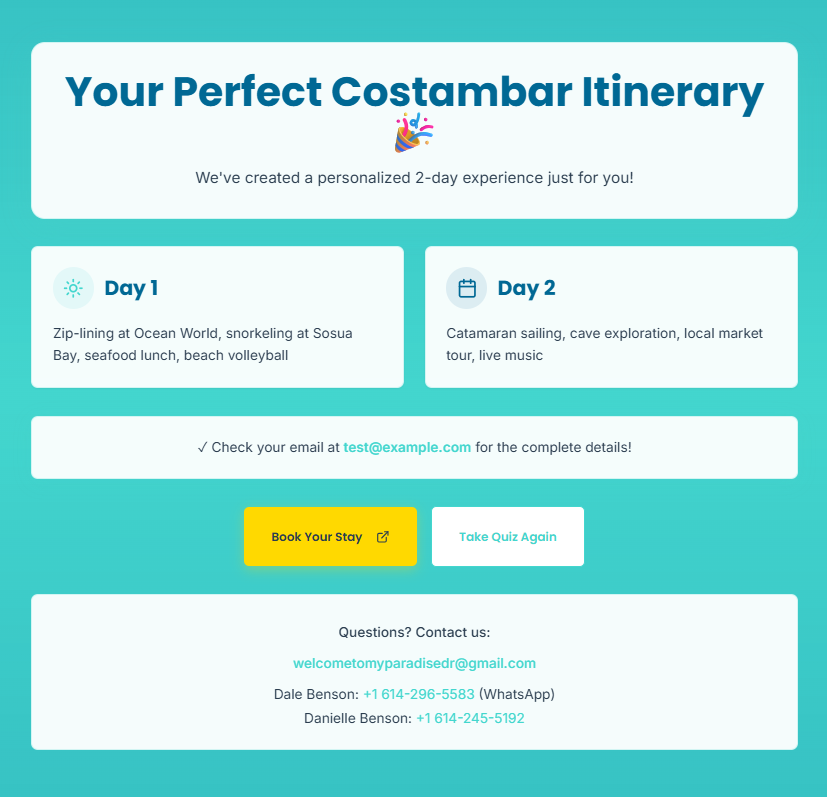 Your Perfect Costambar Itinerary
🎉
We've created a personalized 2-day experience just for you!
Day 1
Zip-lining at Ocean World, snorkeling at Sosua
Bay, seafood lunch, beach volleyball
Day 2
Catamaran sailing, cave exploration, local market
tour, live music
✓ Check your email at test@example.com for the complete details!
Book Your Stay
Take Quiz Again
Questions? Contact us:
welcometomyparadisedr@gmail.com
Dale Benson: +1 614-296-5583 (WhatsApp)
Danielle Benson: +1 614-245-5192